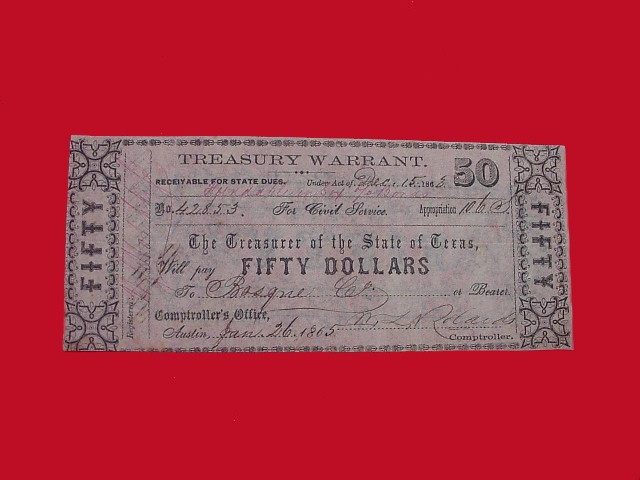 TREASURY WARRANT. 50
RECEIVABLE FOR STATE DUES. Under Act of Dec. 15. 1863
No. 42853. For Civil Service. Appropriation
The Treasurer of the State of Texas,
Will pay FIFTY DOLLARS
To Bosque Co. or Bearer
Comptroller's Office,
Austin, Jan. 26. 1865
Comptroller.
FIFTY
FIFTY
Registered